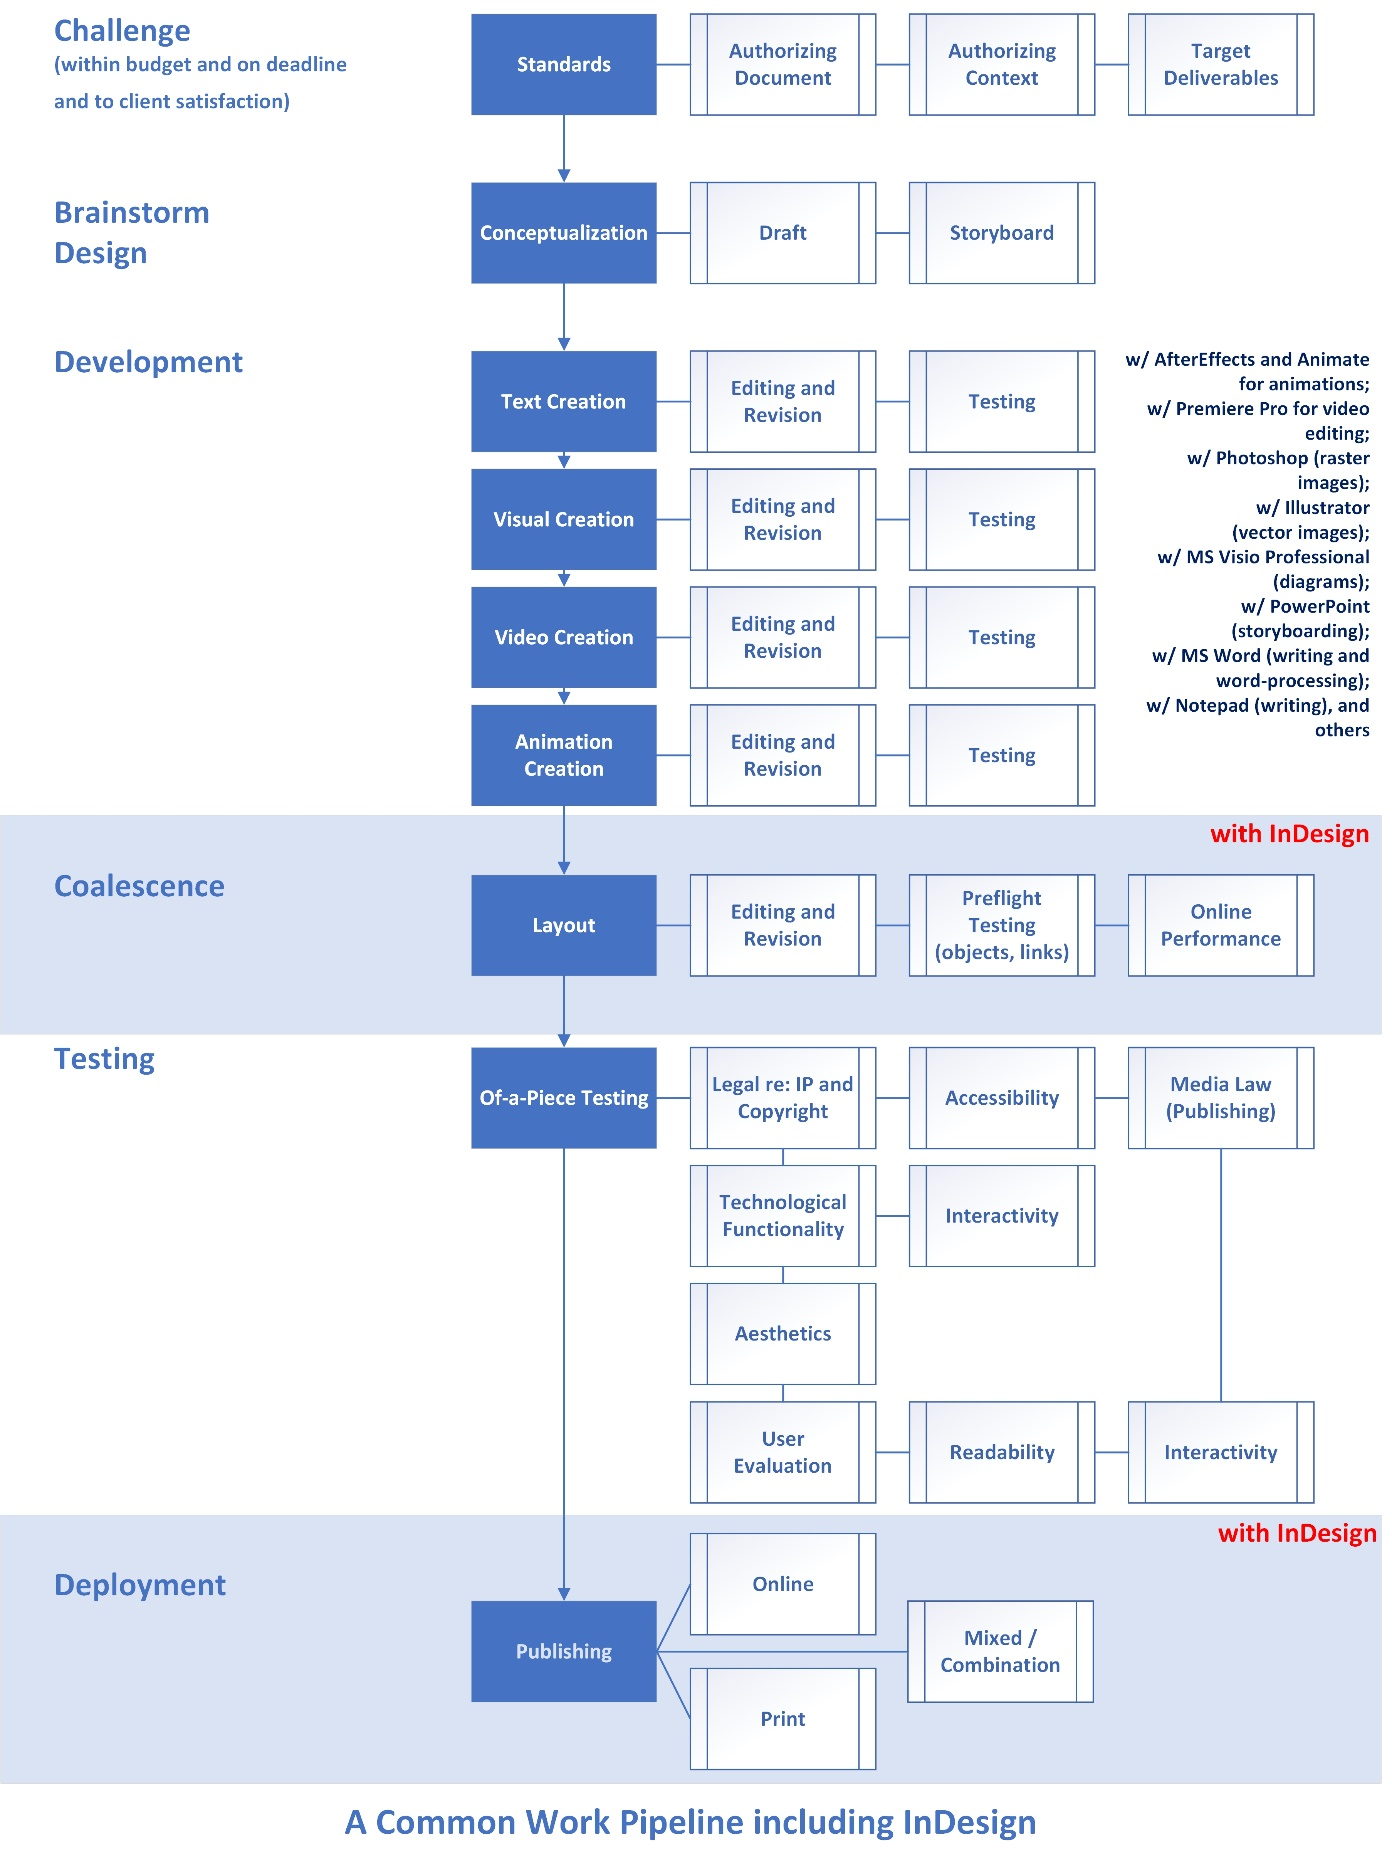 Challenge
(within budget and on deadline
and to client satisfaction)
Standards
Authorizing
Document
Authorizing
Context
Target
Deliverables
Brainstorm
Design
Conceptualization
Draft
Storyboard
Development
Text Creation
Editing and
Revision
Testing
Visual Creation
Editing and
Revision
Testing
Video Creation
Editing and
Revision
Testing
Animation
Creation
Editing and
Revision
Testing
w/ AfterEffects and Animate
for animations;
w/ Premiere Pro for video
editing;
w/ Photoshop (raster
images);
w/ Illustrator
(vector images);
w/ MS Visio Professional
(diagrams);
w/ PowerPoint
(storyboarding);
w/ MS Word (writing and
word-processing);
w/ Notepad (writing), and
others
with InDesign
Coalescence
Layout
Editing and
Revision
Preflight
Testing
(objects, links)
Online
Performance
Testing
Of-a-Piece Testing
Legal re: IP and
Copyright
Accessibility
Media Law
(Publishing)
Technological
Functionality
Interactivity
Aesthetics
User
Evaluation
Readability
Interactivity
with InDesign
Deployment
Publishing
Online
Mixed /
Combination
Print
A Common Work Pipeline including InDesign